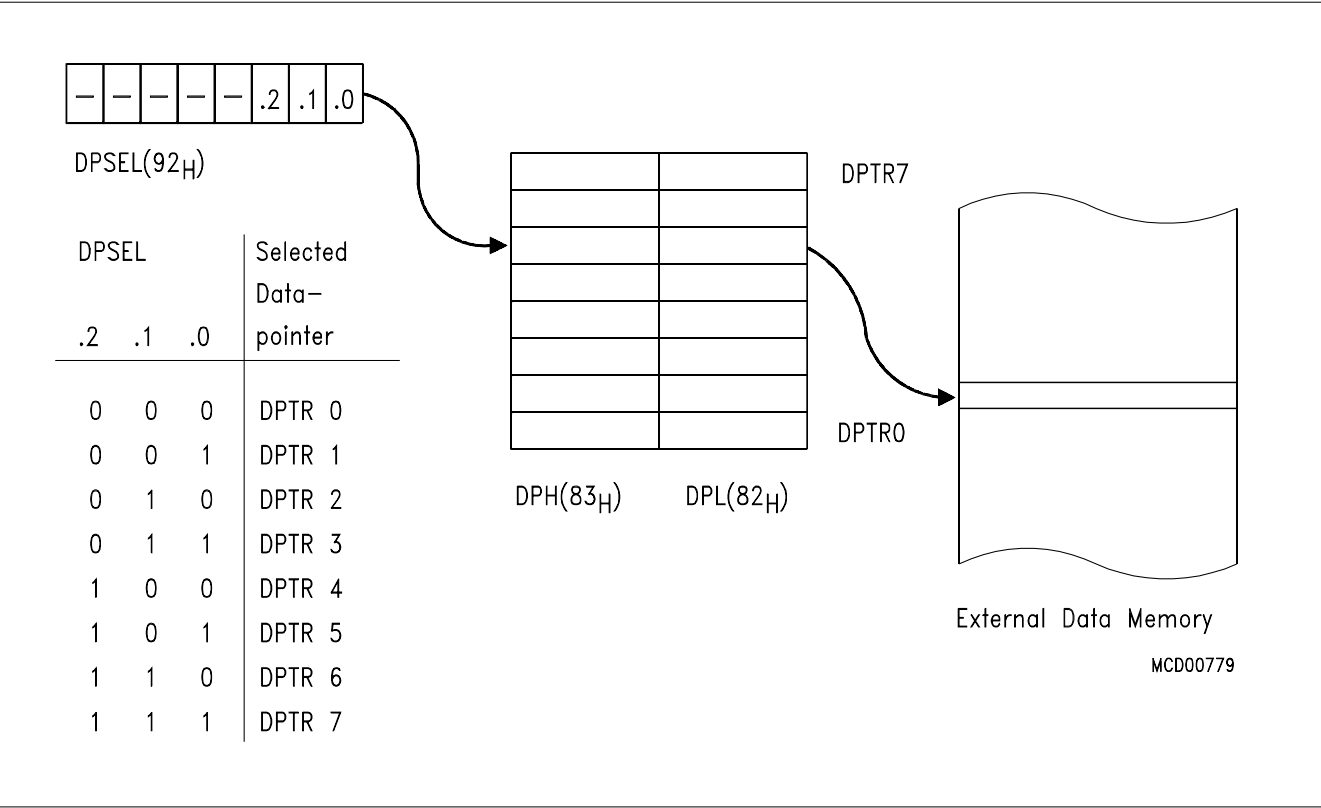 – – – – – .2 .1 .0
DPSEL(92H)
DPSEL Selected
Data–
.2 .1 .0 pointer
0 0 0 DPTR 0
0 0 1 DPTR 1
0 1 0 DPTR 2
0 1 1 DPTR 3
1 0 0 DPTR 4
1 0 1 DPTR 5
1 1 0 DPTR 6
1 1 1 DPTR 7
DPTR7
DPTR0
DPH(83H) DPL(82H)
External Data Memory
MCD00779